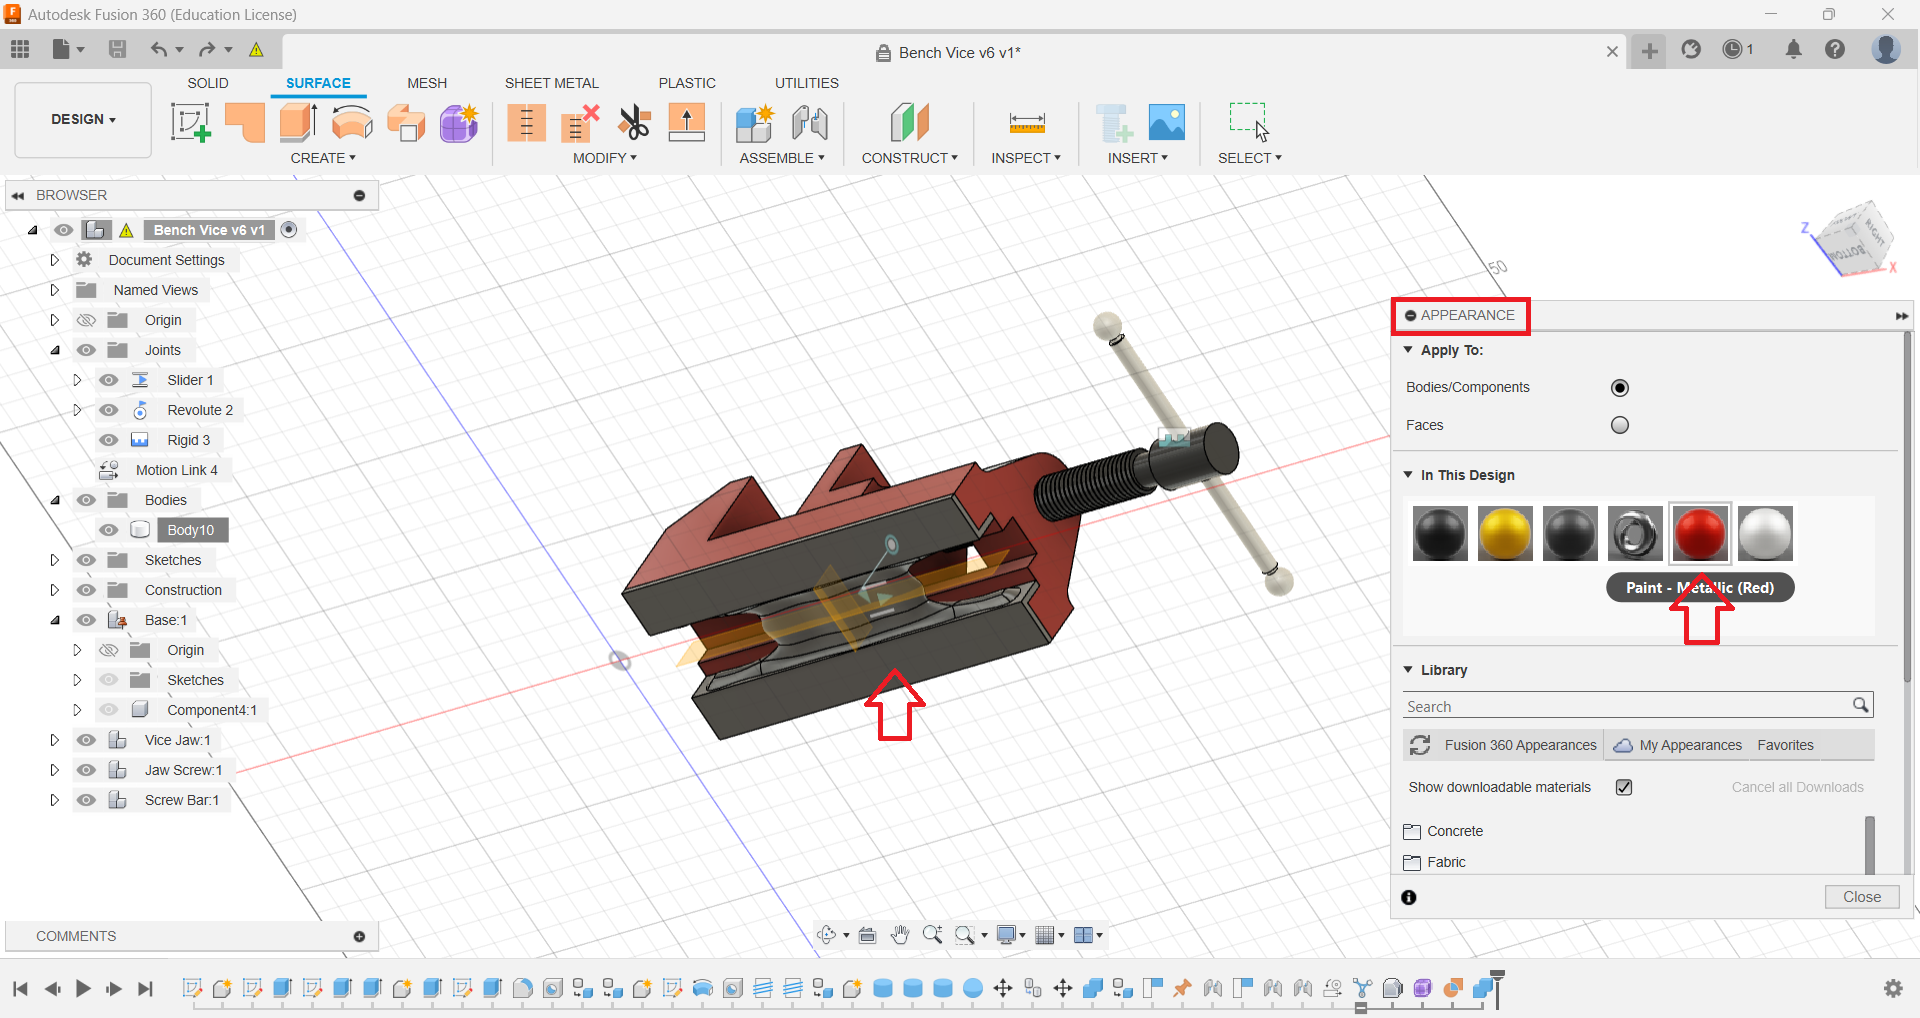 Autodesk Fusion 360 (Education License)
1
Bench Vice v6 v1*
SOLID
SURFACE
MESH
SHEET METAL
PLASTIC
UTILITIES
DESIGN
CREATE
MODIFY
ASSEMBLE
CONSTRUCT
INSPECT
INSERT
SELECT
BROWSER
Bench Vice v6 v1
Document Settings
Named Views
Origin
Joints
Slider 1
Revolute 2
Rigid 3
Motion Link 4
Bodies
Body10
Sketches
Construction
Base:1
Origin
Sketches
Component4:1
Vice Jaw:1
Jaw Screw:1
Screw Bar:1
COMMENTS
50
Z
RIGHT
BOTTOM
X
APPEARANCE
Apply To:
Bodies/Components
Faces
In This Design
Paint - Metallic (Red)
Library
Search
Fusion 360 Appearances
My Appearances
Favorites
Show downloadable materials
Cancel all Downloads
Concrete
Fabric
Close